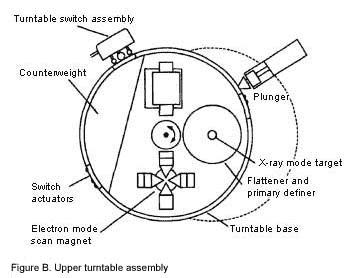 Turntable switch assembly
Counterweight
Plunger
X-ray mode target
Flattener and
primary definer
Switch
actuators
Electron mode
scan magnet
Turntable base
Figure B. Upper turntable assembly